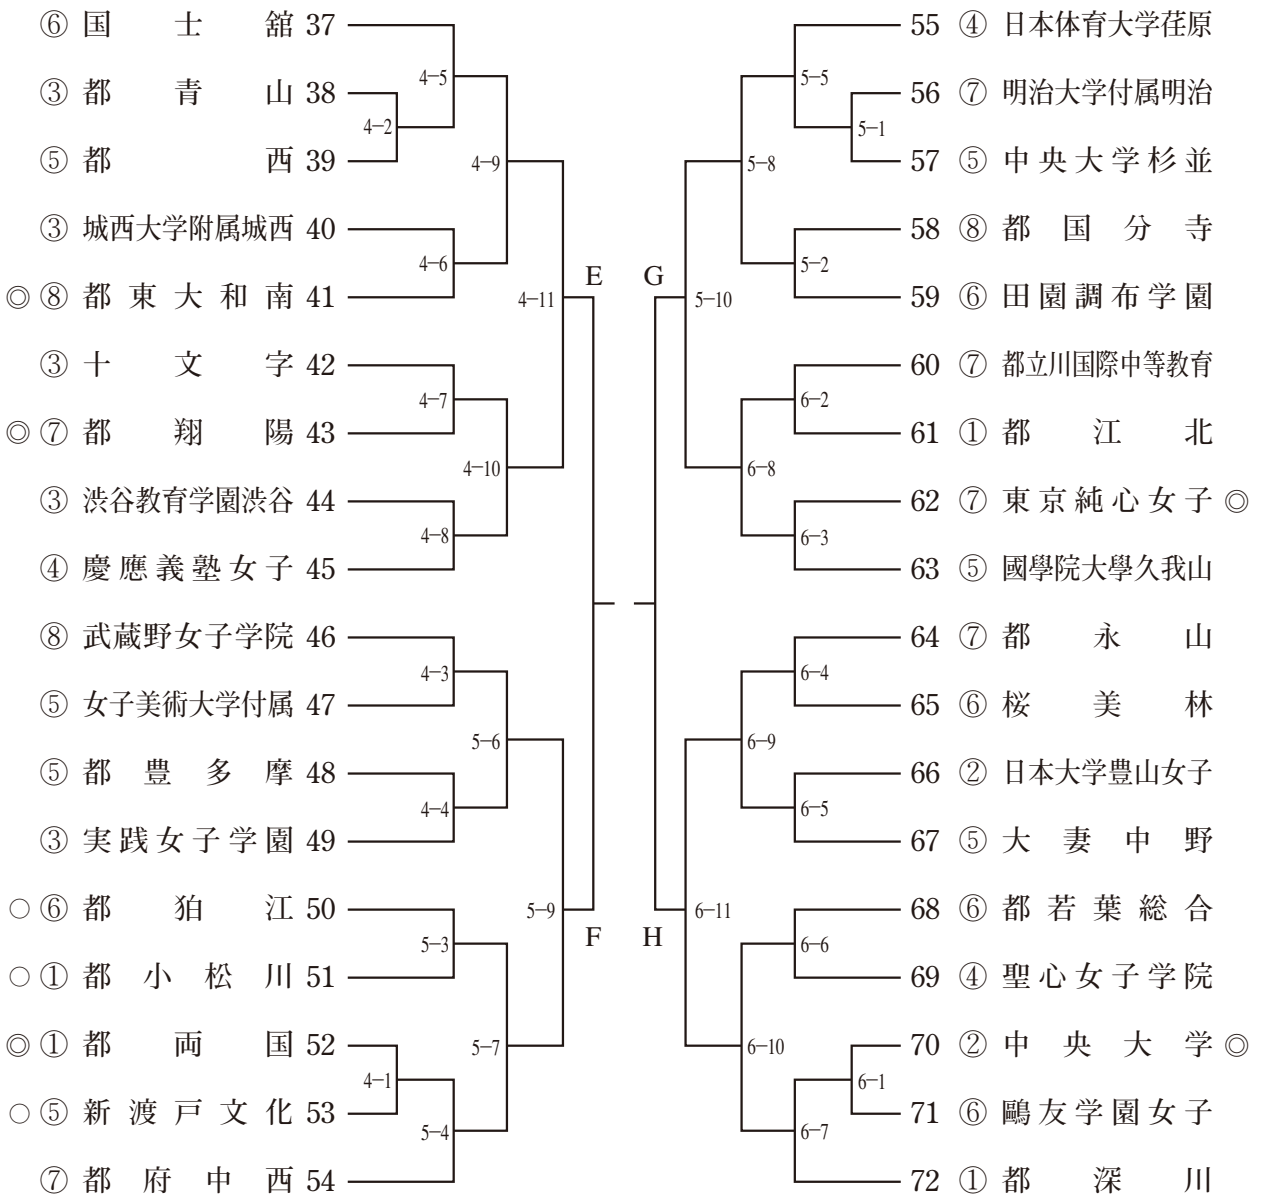 ⑥ 国士舘 37
③ 都青山 38
⑤ 都西 39
③ 城西大学附属城西 40
◎ ⑧ 都東大和南 41
③ 十文字 42
◎ ⑦ 都翔陽 43
③ 渋谷教育学園渋谷 44
④ 慶應義塾女子 45
⑧ 武蔵野女子学院 46
⑤ 女子美術大学付属 47
⑤ 都豊多摩 48
③ 実践女子学園 49
○ ⑥ 都狛江 50
○ ① 都小松川 51
◎ ① 都両国 52
○ ⑤ 新渡戸文化 53
⑦ 都府中西 54
4-5
4-2
4-9
4-6
4-11
4-7
4-10
4-8
4-3
5-6
4-4
5-9
5-3
5-7
4-1
5-4
E
F
G
H
5-5
5-1
5-8
5-2
5-10
6-2
6-8
6-3
6-4
6-9
6-5
6-11
6-6
6-10
6-1
6-7
55 ④ 日本体育大学荏原
56 ⑦ 明治大学付属明治
57 ⑤ 中央大学杉並
58 ⑧ 都国分寺
59 ⑥ 田園調布学園
60 ⑦ 都立川国際中等教育
61 ① 都江北
62 ⑦ 東京純心女子 ◎
63 ⑤ 國學院大學久我山
64 ⑦ 都永山
65 ⑥ 桜美林
66 ② 日本大学豊山女子
67 ⑤ 大妻中野
68 ⑥ 都若葉総合
69 ④ 聖心女子学院
70 ② 中央大学 ◎
71 ⑥ 鷗友学園女子
72 ① 都深川